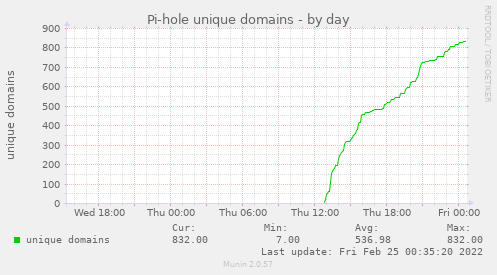 Pi-hole unique domains - by day
RRDTOOL / TOBI OETIKER
unique domains
900
800
700
600
500
400
300
200
100
0
Wed 18:00 Thu 00:00 Thu 06:00 Thu 12:00 Thu 18:00 Fri 00:00
Cur: Min: Avg: Max:
unique domains 832.00 7.00 536.98 832.00
Last update: Fri Feb 25 00:35:20 2022
Munin 2.0.57